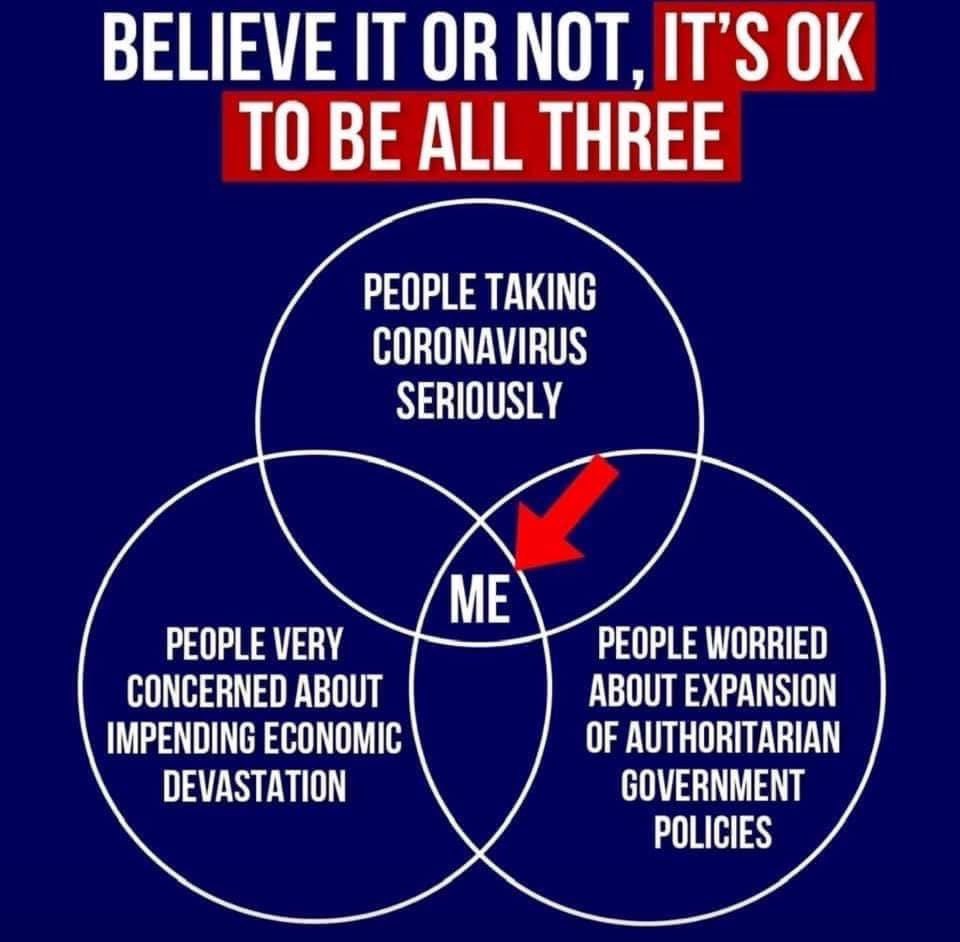 BELIEVE IT OR NOT, IT'S OK
TO BE ALL THREE
PEOPLE TAKING
CORONAVIRUS
SERIOUSLY
ME
PEOPLE VERY
CONCERNED ABOUT
IMPENDING ECONOMIC
DEVASTATION
PEOPLE WORRIED
ABOUT EXPANSION
OF AUTHORITARIAN
GOVERNMENT
POLICIES